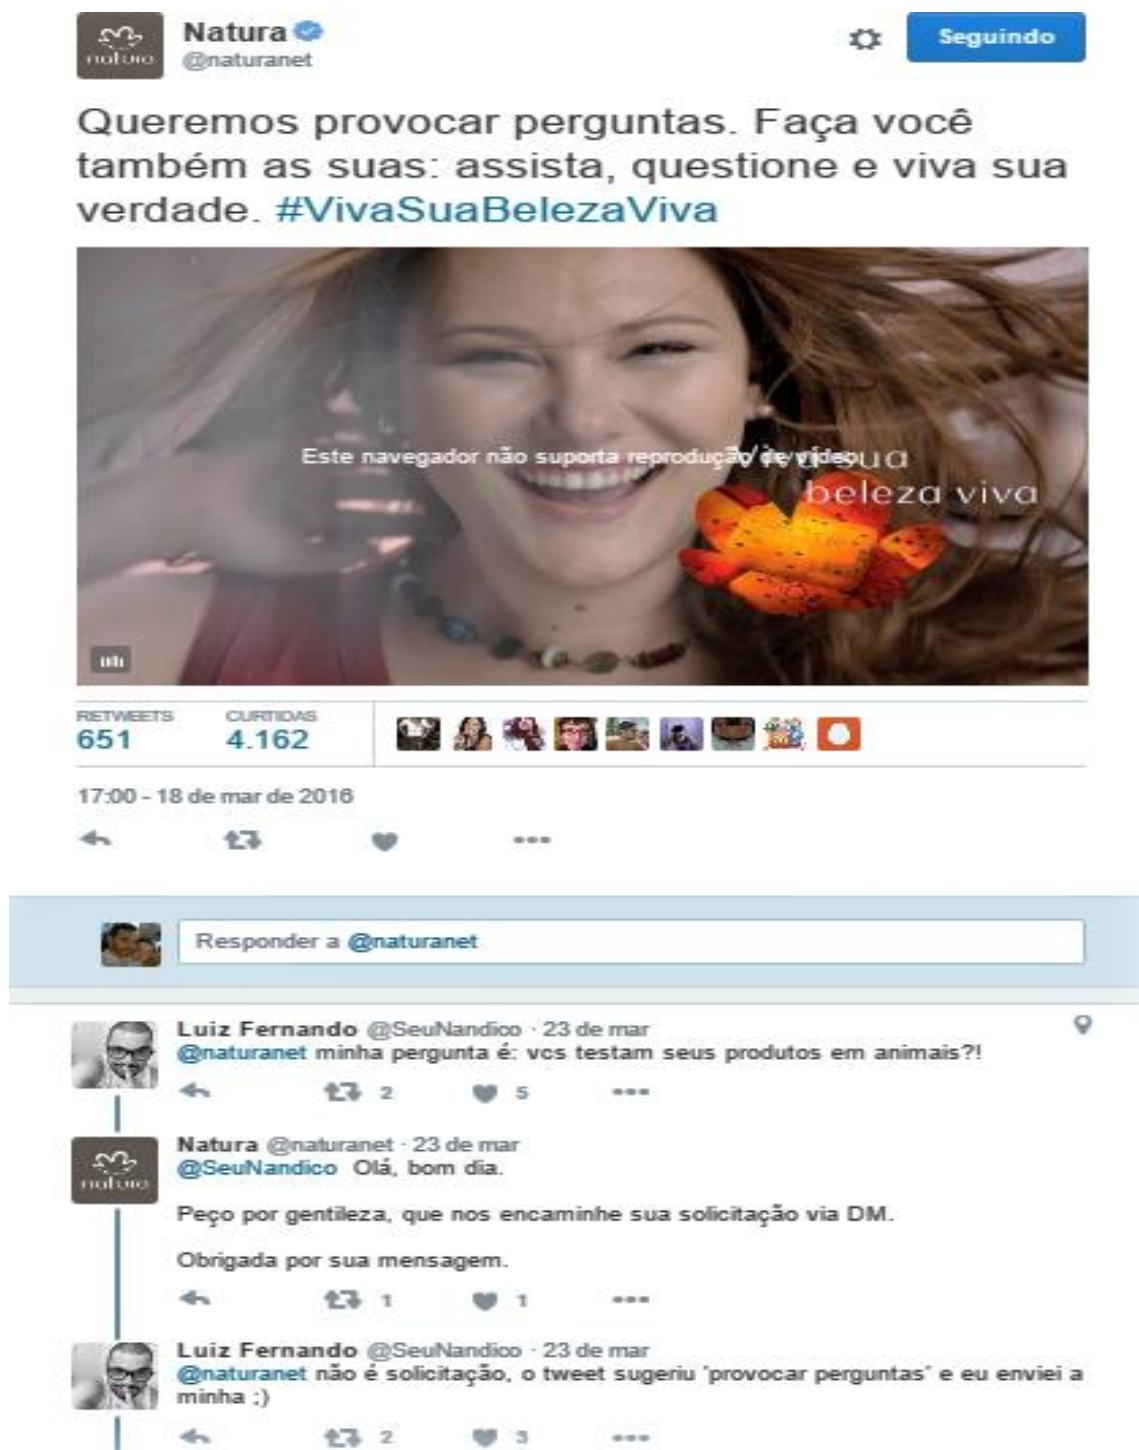 natura
Natura
@naturanet
Seguindo
Queremos provocar perguntas. Faça você
também as suas: assista, questione e viva sua
verdade. #VivaSuaBelezaViva
Este navegador não suporta reprodução de vídeo
viva sua
beleza viva
RETWEETS
651
CURTIDAS
4.162
17:00 - 18 de mar de 2016
Responder a @naturanet
Luiz Fernando @SeuNandico · 23 de mar
@naturanet minha pergunta é: vcs testam seus produtos em animais?!
2 5
natura
Natura @naturanet · 23 de mar
@SeuNandico Olá, bom dia.
Peço por gentileza, que nos encaminhe sua solicitação via DM.
Obrigada por sua mensagem.
1 1
Luiz Fernando @SeuNandico · 23 de mar
@naturanet não é solicitação, o tweet sugeriu 'provocar perguntas' e eu enviei a
minha ;)
2 3